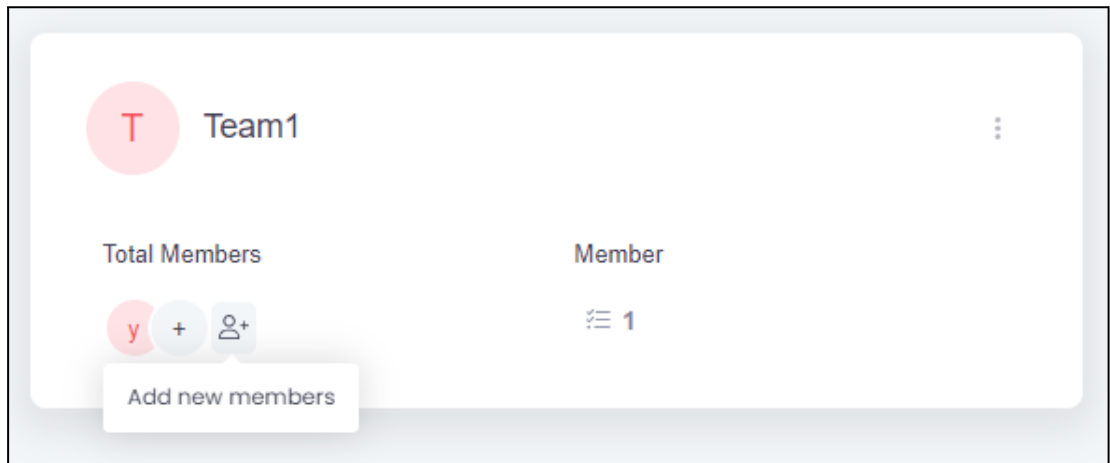 T Team1
Total Members Member
y + 1
Add new members